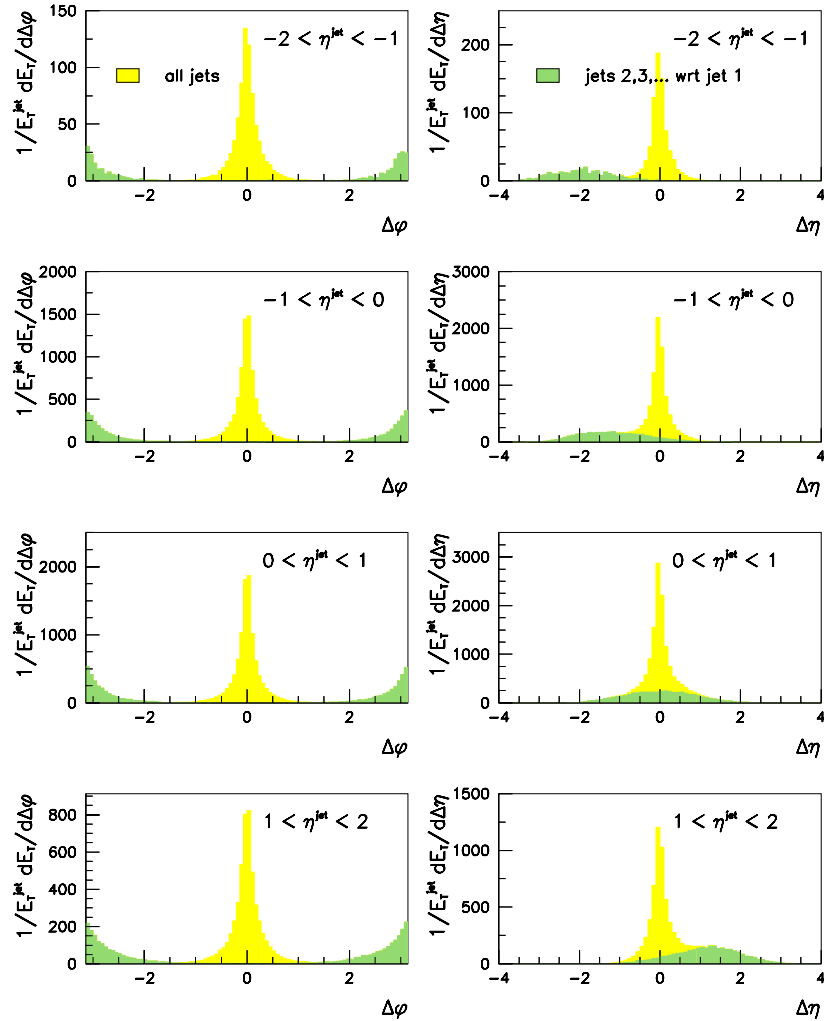 1/E_T^jet dE_T/dΔφ
150
100
50
0
-2 < η^jet < -1
all jets
-2 0 2
Δφ
1/E_T^jet dE_T/dΔη
200
100
0
-2 < η^jet < -1
jets 2,3,... wrt jet 1
-4 -2 0 2 4
Δη
1/E_T^jet dE_T/dΔφ
2000
1500
1000
500
0
-1 < η^jet < 0
-2 0 2
Δφ
1/E_T^jet dE_T/dΔη
3000
2000
1000
0
-1 < η^jet < 0
-4 -2 0 2 4
Δη
1/E_T^jet dE_T/dΔφ
2000
1000
0
0 < η^jet < 1
-2 0 2
Δφ
1/E_T^jet dE_T/dΔη
3000
2000
1000
0
0 < η^jet < 1
-4 -2 0 2 4
Δη
1/E_T^jet dE_T/dΔφ
800
600
400
200
0
1 < η^jet < 2
-2 0 2
Δφ
1/E_T^jet dE_T/dΔη
1500
1000
500
0
1 < η^jet < 2
-4 -2 0 2 4
Δη